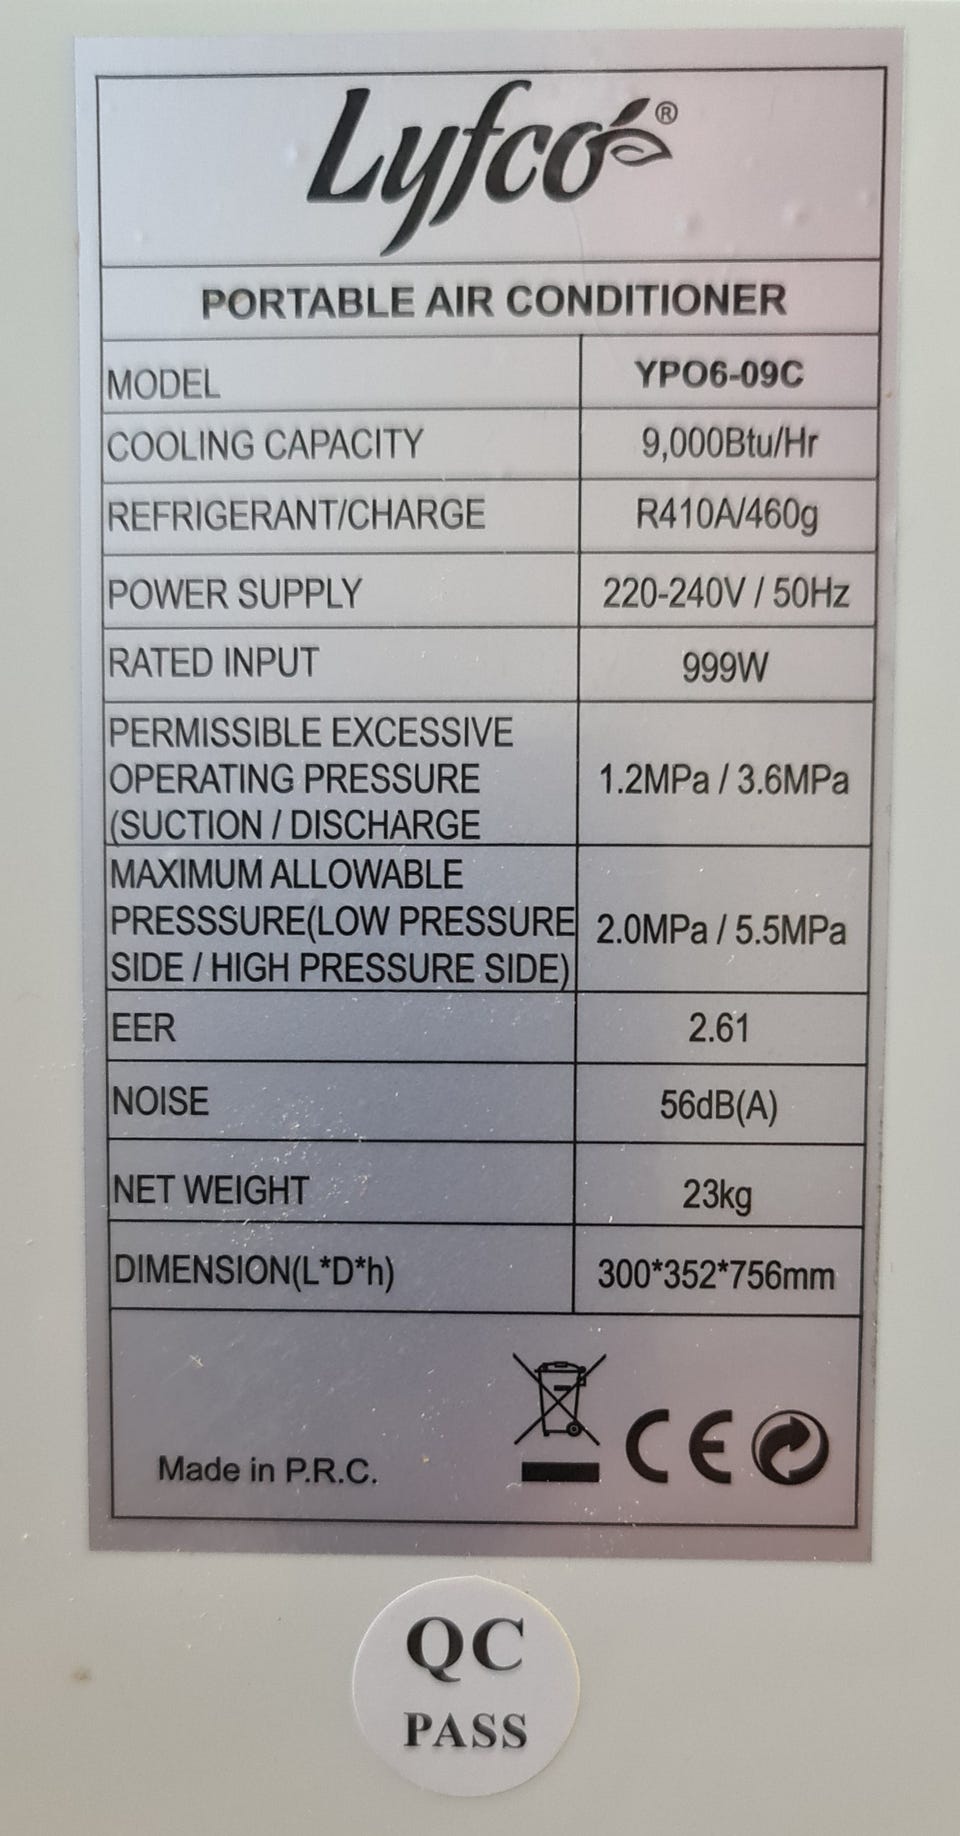 Lyfco®
PORTABLE AIR CONDITIONER
MODEL YPO6-09C
COOLING CAPACITY 9,000Btu/Hr
REFRIGERANT/CHARGE R410A/460g
POWER SUPPLY 220-240V / 50Hz
RATED INPUT 999W
PERMISSIBLE EXCESSIVE
OPERATING PRESSURE 1.2MPa / 3.6MPa
(SUCTION / DISCHARGE
MAXIMUM ALLOWABLE
PRESSSURE(LOW PRESSURE 2.0MPa / 5.5MPa
SIDE / HIGH PRESSURE SIDE)
EER 2.61
NOISE 56dB(A)
NET WEIGHT 23kg
DIMENSION(L*D*h) 300*352*756mm
Made in P.R.C. CE
QC
PASS